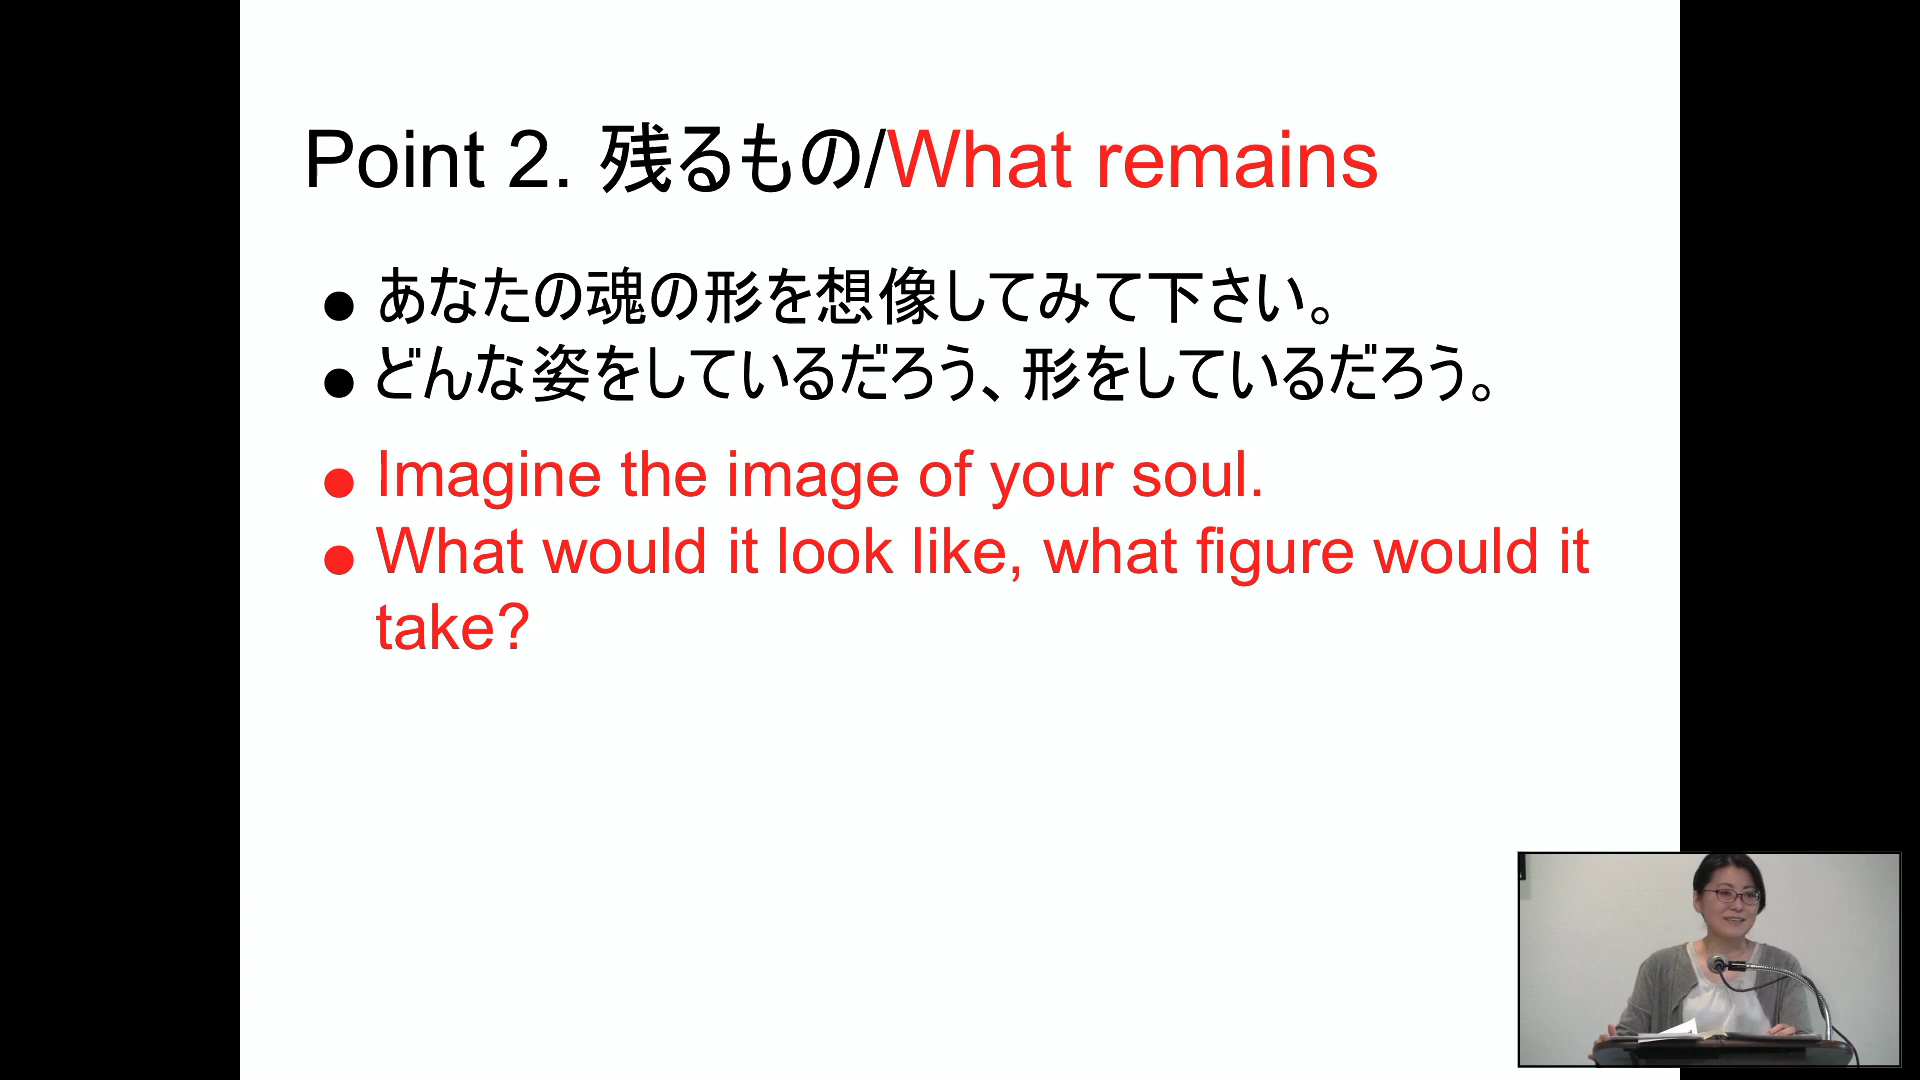 Point 2. 残るもの/What remains
● あなたの魂の形を想像してみて下さい。
● どんな姿をしているだろう、形をしているだろう。
● Imagine the image of your soul.
● What would it look like, what figure would it
take?